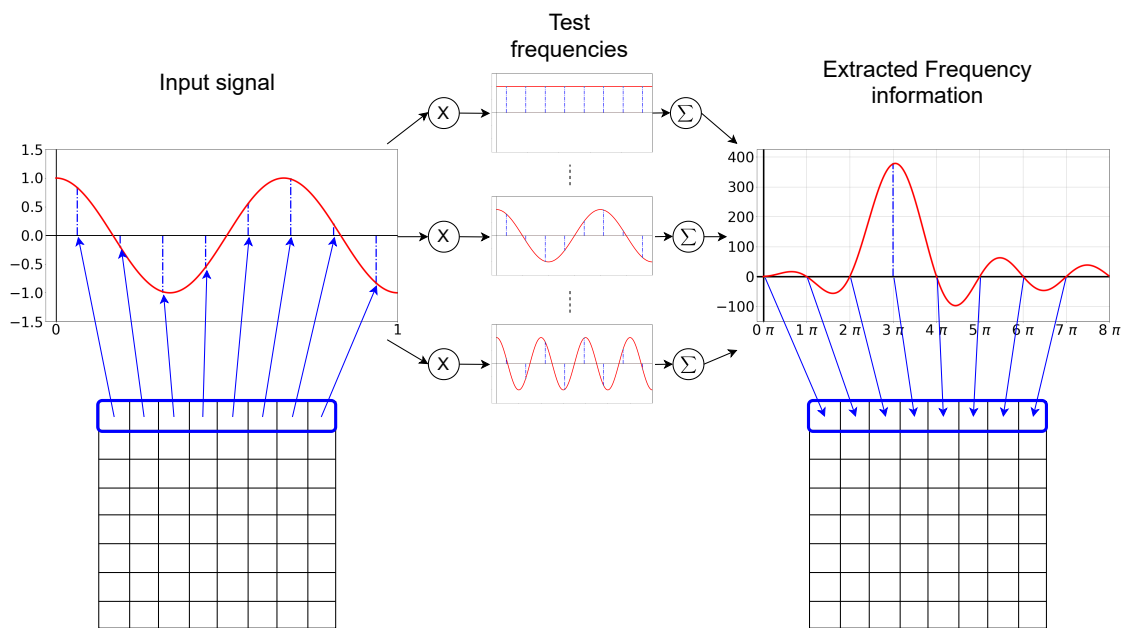 Test
frequencies
Input signal
Extracted Frequency
information
X
Σ
1.5
1.0
0.5
0.0
−0.5
−1.0
−1.5
0
1
X
Σ
X
Σ
400
300
200
100
0
−100
0 π
1 π
2 π
3 π
4 π
5 π
6 π
7 π
8 π